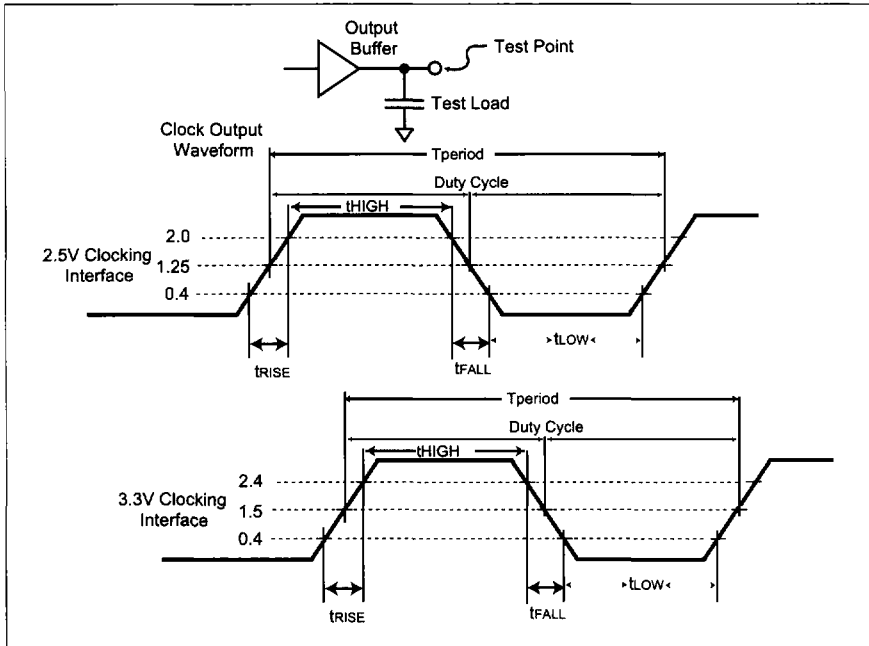 Output
Buffer
Test Point
Test Load
Clock Output
Waveform
Tperiod
Duty Cycle
tHIGH
2.5V Clocking
Interface
2.0
1.25
0.4
tRISE
tFALL
tLOW
Tperiod
Duty Cycle
tHIGH
3.3V Clocking
Interface
2.4
1.5
0.4
tRISE
tFALL
tLOW